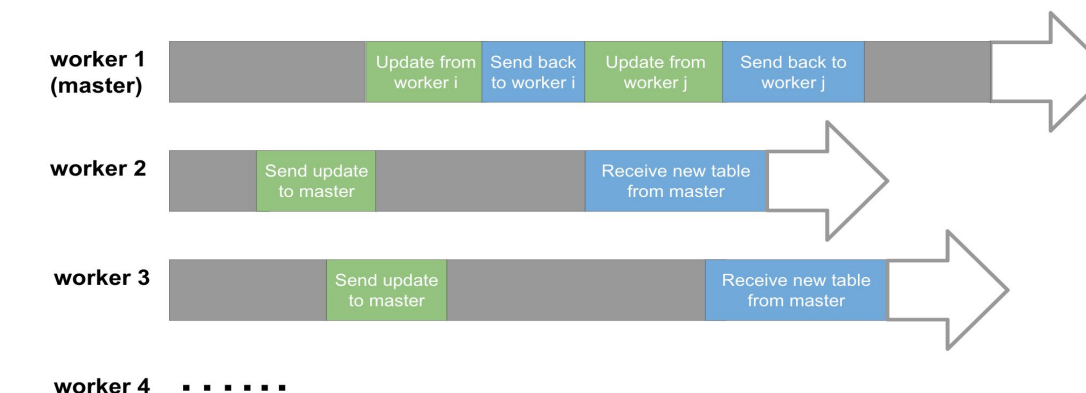 worker 1
(master)
Update from
worker i
Send back
to worker i
Update from
worker j
Send back to
worker j
worker 2
Send update
to master
Receive new table
from master
worker 3
Send update
to master
Receive new table
from master
worker 4 ......